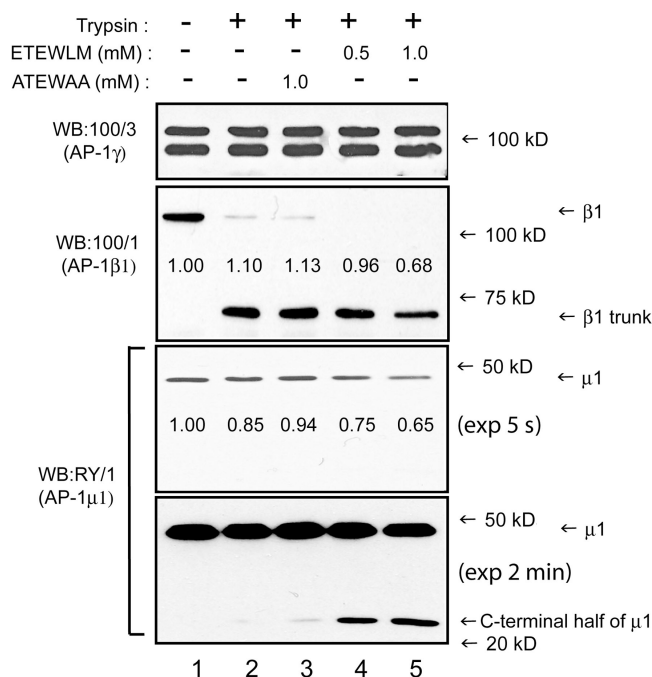 Trypsin : - + + + +
ETEWLM (mM) : - - - 0.5 1.0
ATEWAA (mM) : - - 1.0 - -
WB:100/3
(AP-1γ)
← 100 kD
← β1
← 100 kD
WB:100/1
(AP-1β1)
1.00 1.10 1.13 0.96 0.68
← 75 kD
← β1 trunk
← 50 kD
← μ1
1.00 0.85 0.94 0.75 0.65 (exp 5 s)
WB:RY/1
(AP-1μ1)
← 50 kD
← μ1
(exp 2 min)
← C-terminal half of μ1
← 20 kD
1 2 3 4 5